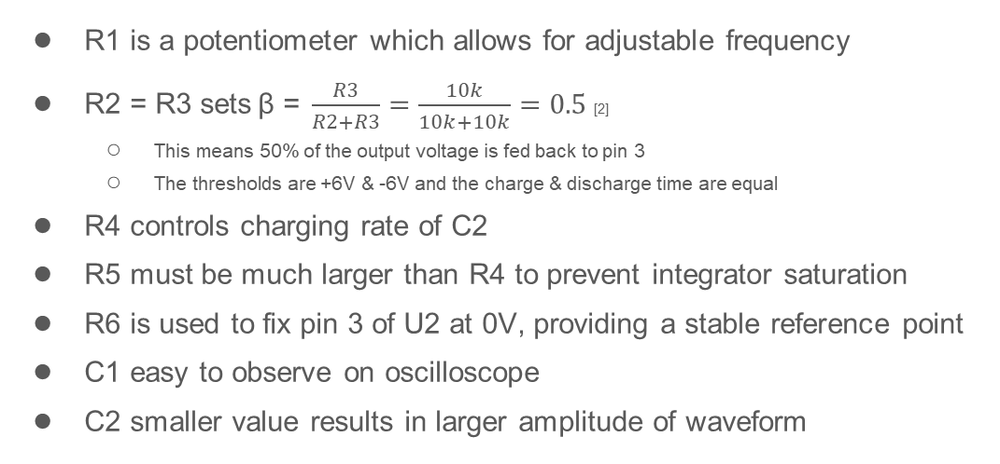 ● R1 is a potentiometer which allows for adjustable frequency
● R2 = R3 sets β = R3/(R2+R3) = 10k/(10k+10k) = 0.5 [2]
○ This means 50% of the output voltage is fed back to pin 3
○ The thresholds are +6V & -6V and the charge & discharge time are equal
● R4 controls charging rate of C2
● R5 must be much larger than R4 to prevent integrator saturation
● R6 is used to fix pin 3 of U2 at 0V, providing a stable reference point
● C1 easy to observe on oscilloscope
● C2 smaller value results in larger amplitude of waveform